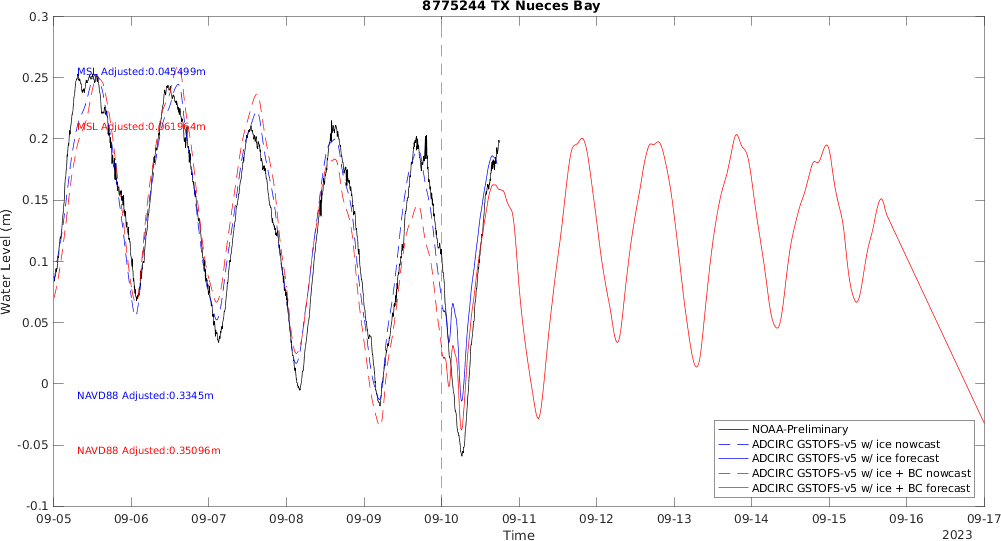 8775244 TX Nueces Bay
0.3
0.25
0.2
0.15
0.1
0.05
0
-0.05
-0.1
Water Level (m)
MSL Adjusted:0.045499m
MSL Adjusted:0.061964m
NAVD88 Adjusted:0.3345m
NAVD88 Adjusted:0.35096m
NOAA-Preliminary
ADCIRC GSTOFS-v5 w/ ice nowcast
ADCIRC GSTOFS-v5 w/ ice forecast
ADCIRC GSTOFS-v5 w/ ice + BC nowcast
ADCIRC GSTOFS-v5 w/ ice + BC forecast
09-05 09-06 09-07 09-08 09-09 09-10 09-11 09-12 09-13 09-14 09-15 09-16 09-17
Time
2023